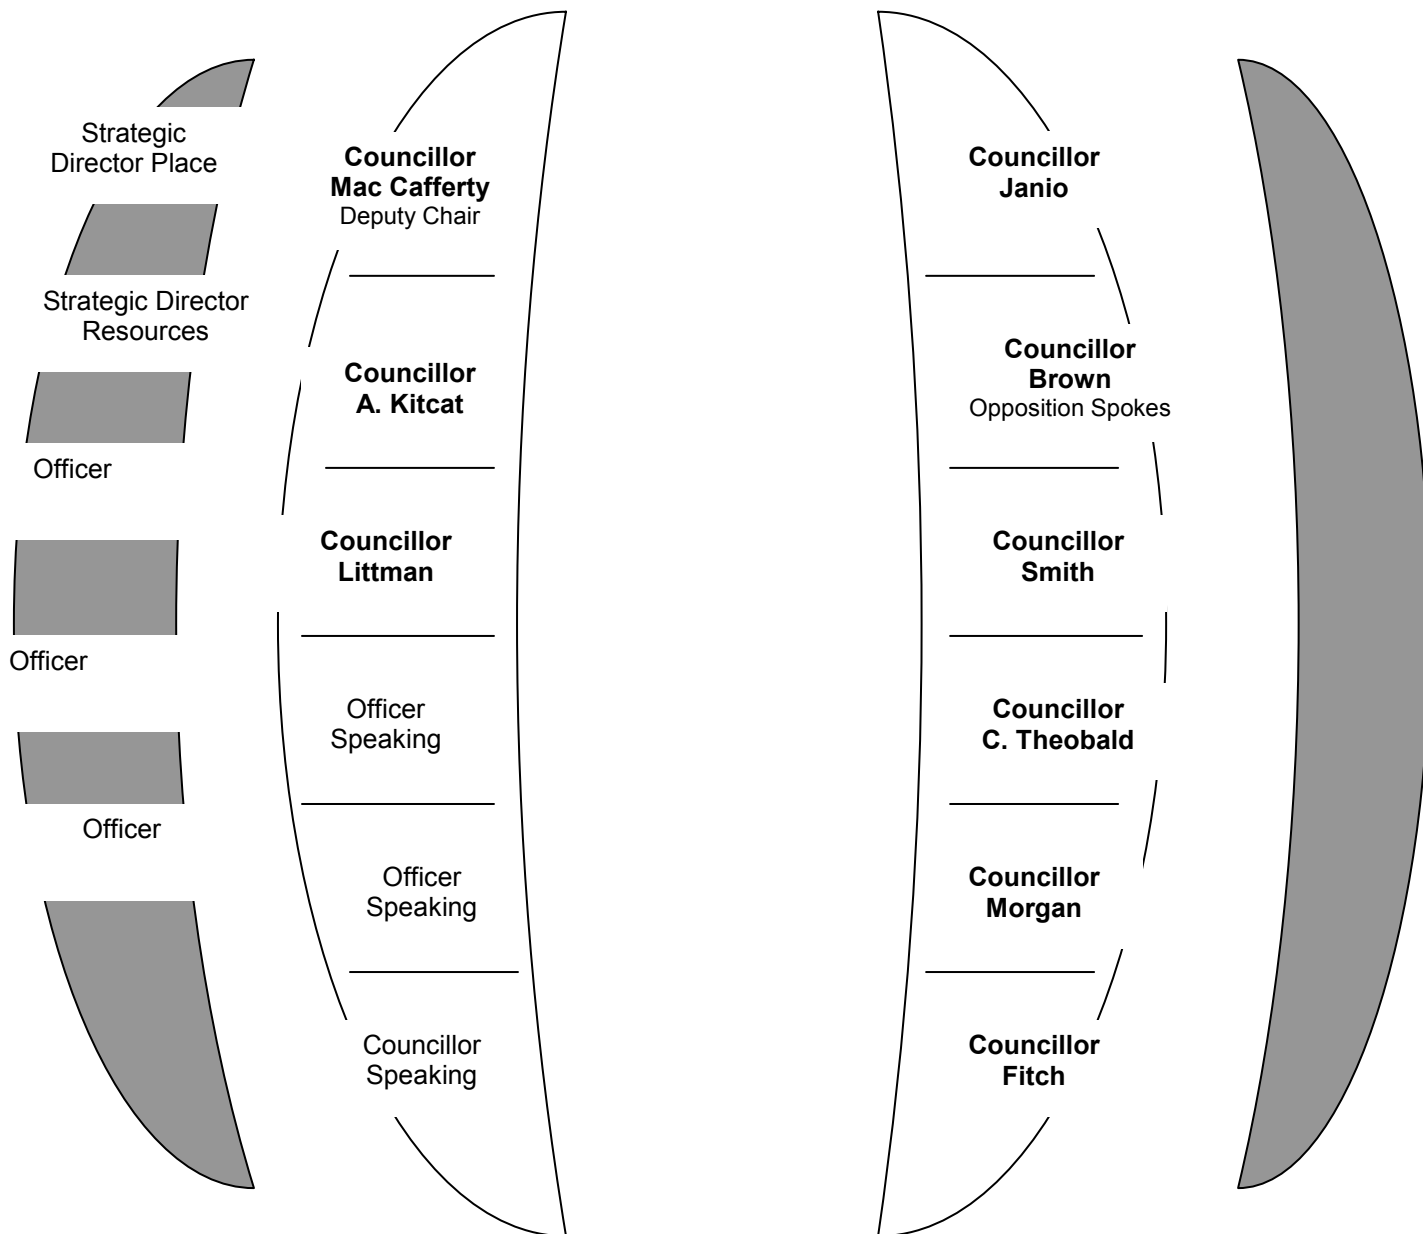 Strategic
Director Place
Strategic Director
Resources
Officer
Officer
Officer
Councillor
Mac Cafferty
Deputy Chair
Councillor
A. Kitcat
Councillor
Littman
Officer
Speaking
Officer
Speaking
Councillor
Speaking
Councillor
Janio
Councillor
Brown
Opposition Spokes
Councillor
Smith
Councillor
C. Theobald
Councillor
Morgan
Councillor
Fitch